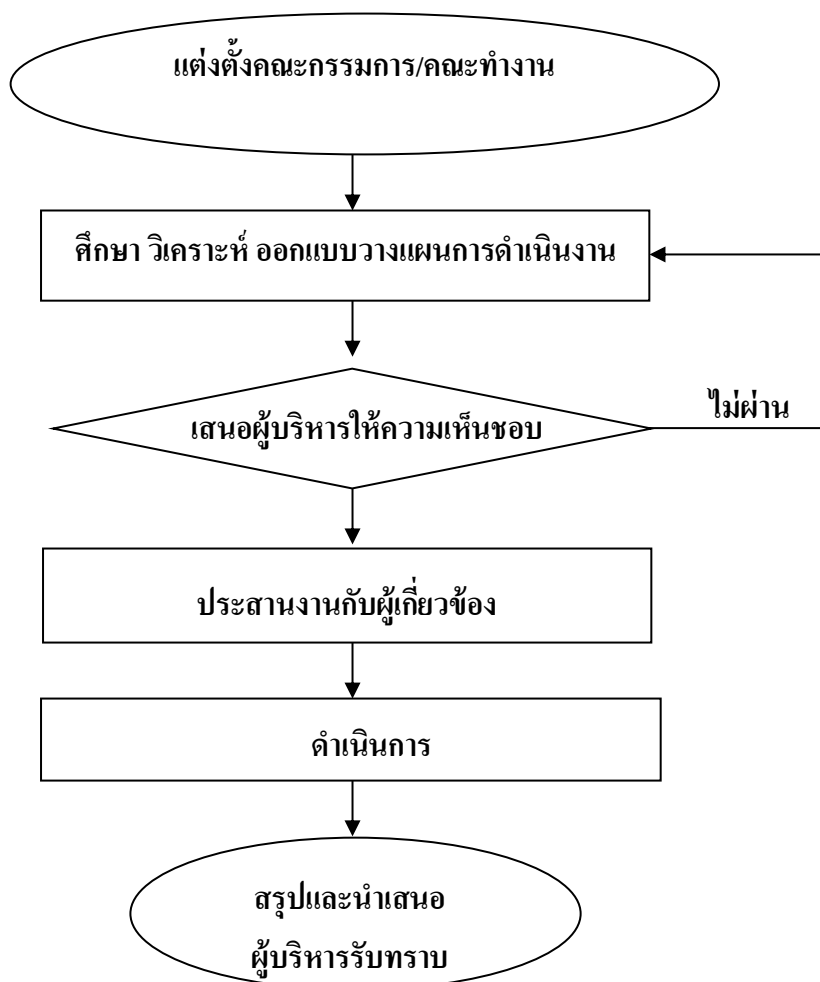 แต่งตั้งคณะกรรมการ/คณะทำงาน
ศึกษา วิเคราะห์ ออกแบบวางแผนการดำเนินงาน
ไม่ผ่าน
เสนอผู้บริหารให้ความเห็นชอบ
ประสานงานกับผู้เกี่ยวข้อง
ดำเนินการ
สรุปและนำเสนอ
ผู้บริหารรับทราบ